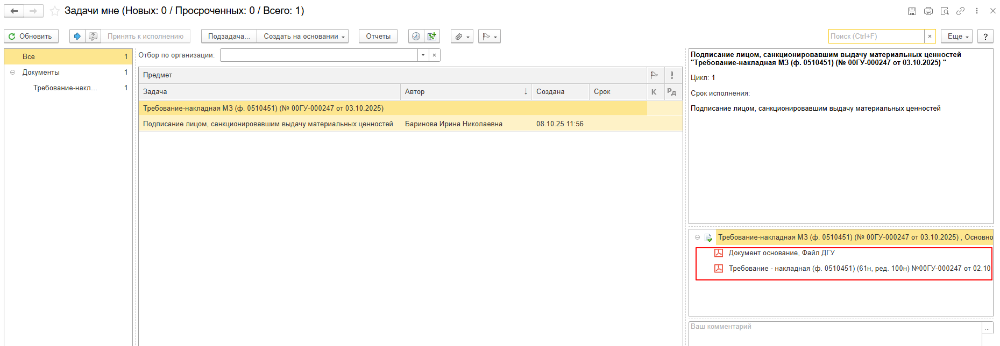 Задачи мне (Новых: 0 / Просроченных: 0 / Всего: 1)
Обновить
Принять к исполнению
Подзадача...
Создать на основании
Отчеты
Поиск (Ctrl+F)
×
Еще
?
Все 1
Документы 1
Требование-накл... 1
Отбор по организации:
×
Предмет
Задача Автор ↓ Создана Срок К Рд
Требование-накладная МЗ (ф. 0510451) (№ 00ГУ-000247 от 03.10.2025)
Подписание лицом, санкционировавшим выдачу материальных ценностей Баринова Ирина Николаевна 08.10.25 11:56
Подписание лицом, санкционировавшим выдачу материальных ценностей
"Требование-накладная МЗ (ф. 0510451) (№ 00ГУ-000247 от 03.10.2025) "
Цикл: 1
Срок исполнения:
Подписание лицом, санкционировавшим выдачу материальных ценностей
Требование-накладная МЗ (ф. 0510451) (№ 00ГУ-000247 от 03.10.2025) , Основно
Документ основание, Файл ДГУ
Требование - накладная (ф. 0510451) (61н, ред. 100н) №00ГУ-000247 от 02.10
Ваш комментарий
...